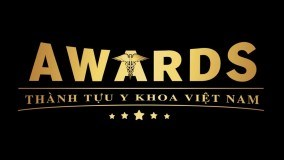 AWARDS
THÀNH TỰU Y KHOA VIỆT NAM